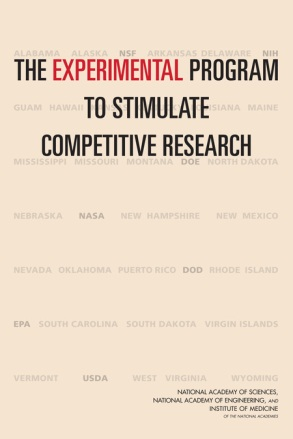 ALABAMA ALASKA NSF ARKANSAS DELAWARE NIH
THE EXPERIMENTAL PROGRAM
GUAM HAWAII LOUISIANA MAINE
TO STIMULATE
COMPETITIVE RESEARCH
MISSISSIPPI MISSOURI MONTANA DOE NORTH DAKOTA
NEBRASKA NASA NEW HAMPSHIRE NEW MEXICO
NEVADA OKLAHOMA PUERTO RICO DOD RHODE ISLAND
EPA SOUTH CAROLINA SOUTH DAKOTA VIRGIN ISLANDS
VERMONT USDA WEST VIRGINIA WYOMING
NATIONAL ACADEMY OF SCIENCES,
NATIONAL ACADEMY OF ENGINEERING, AND
INSTITUTE OF MEDICINE
OF THE NATIONAL ACADEMIES